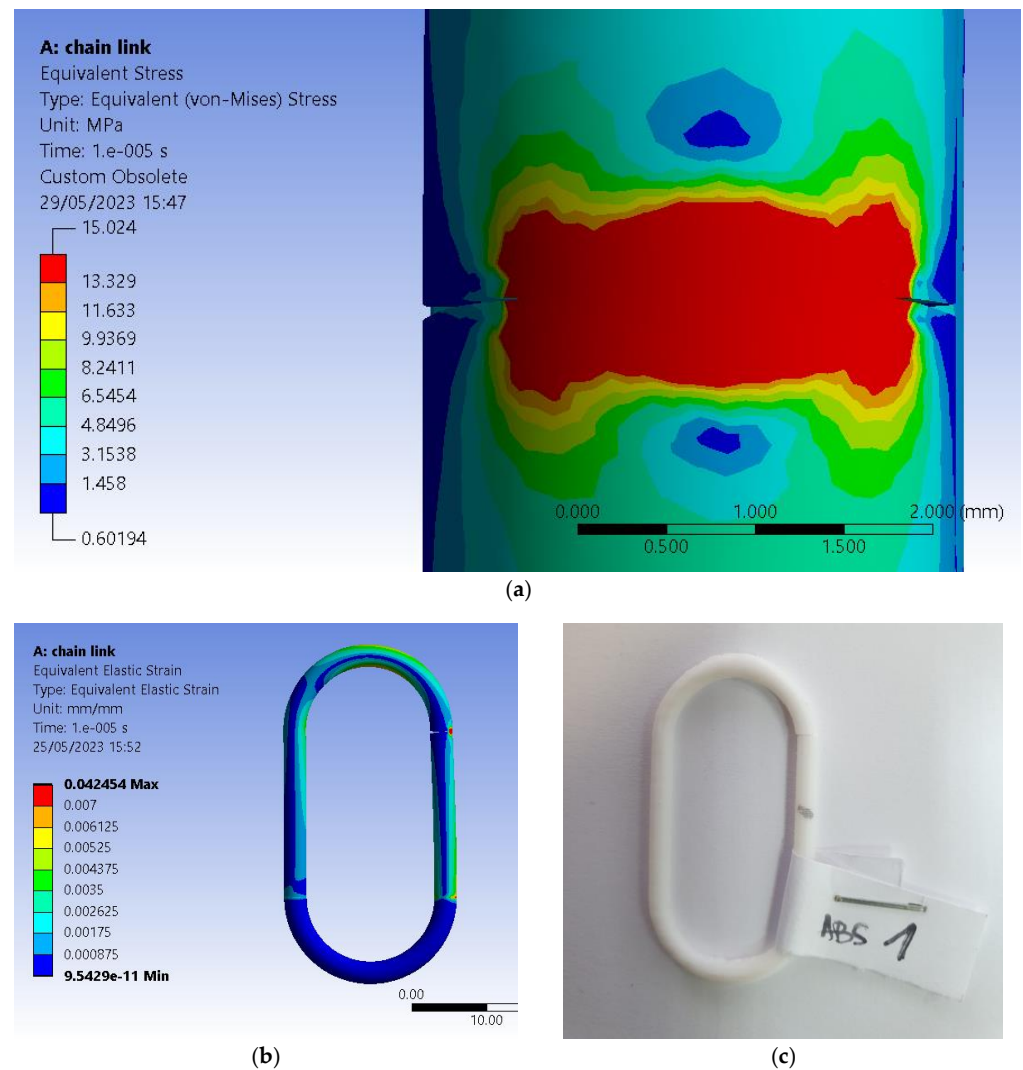 A: chain link
Equivalent Stress
Type: Equivalent (von-Mises) Stress
Unit: MPa
Time: 1.e-005 s
Custom Obsolete
29/05/2023 15:47
15.024
13.329
11.633
9.9369
8.2411
6.5454
4.8496
3.1538
1.458
0.60194
0.000 1.000 2.000 (mm)
0.500 1.500
(a)
A: chain link
Equivalent Elastic Strain
Type: Equivalent Elastic Strain
Unit: mm/mm
Time: 1.e-005 s
25/05/2023 15:52
0.042454 Max
0.007
0.006125
0.00525
0.004375
0.0035
0.002625
0.00175
0.000875
9.5429e-11 Min
0.00
10.00
(b)
ABS 1
(c)